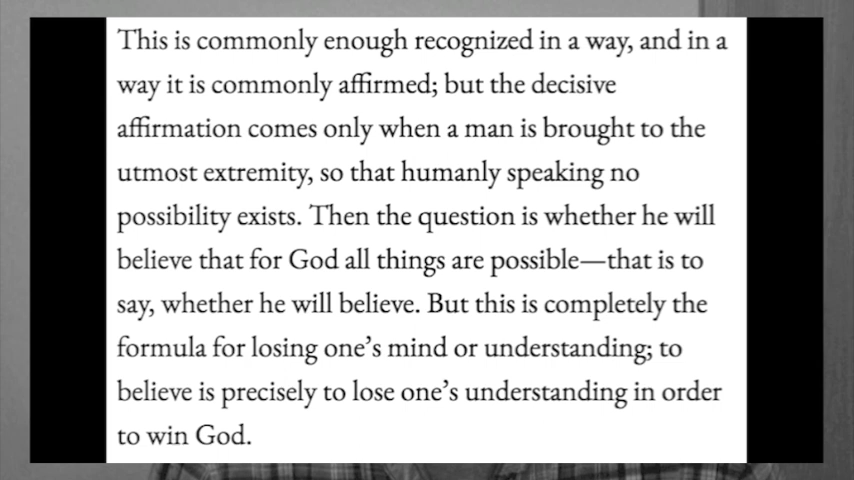 This is commonly enough recognized in a way, and in a
way it is commonly affirmed; but the decisive
affirmation comes only when a man is brought to the
utmost extremity, so that humanly speaking no
possibility exists. Then the question is whether he will
believe that for God all things are possible—that is to
say, whether he will believe. But this is completely the
formula for losing one’s mind or understanding; to
believe is precisely to lose one’s understanding in order
to win God.